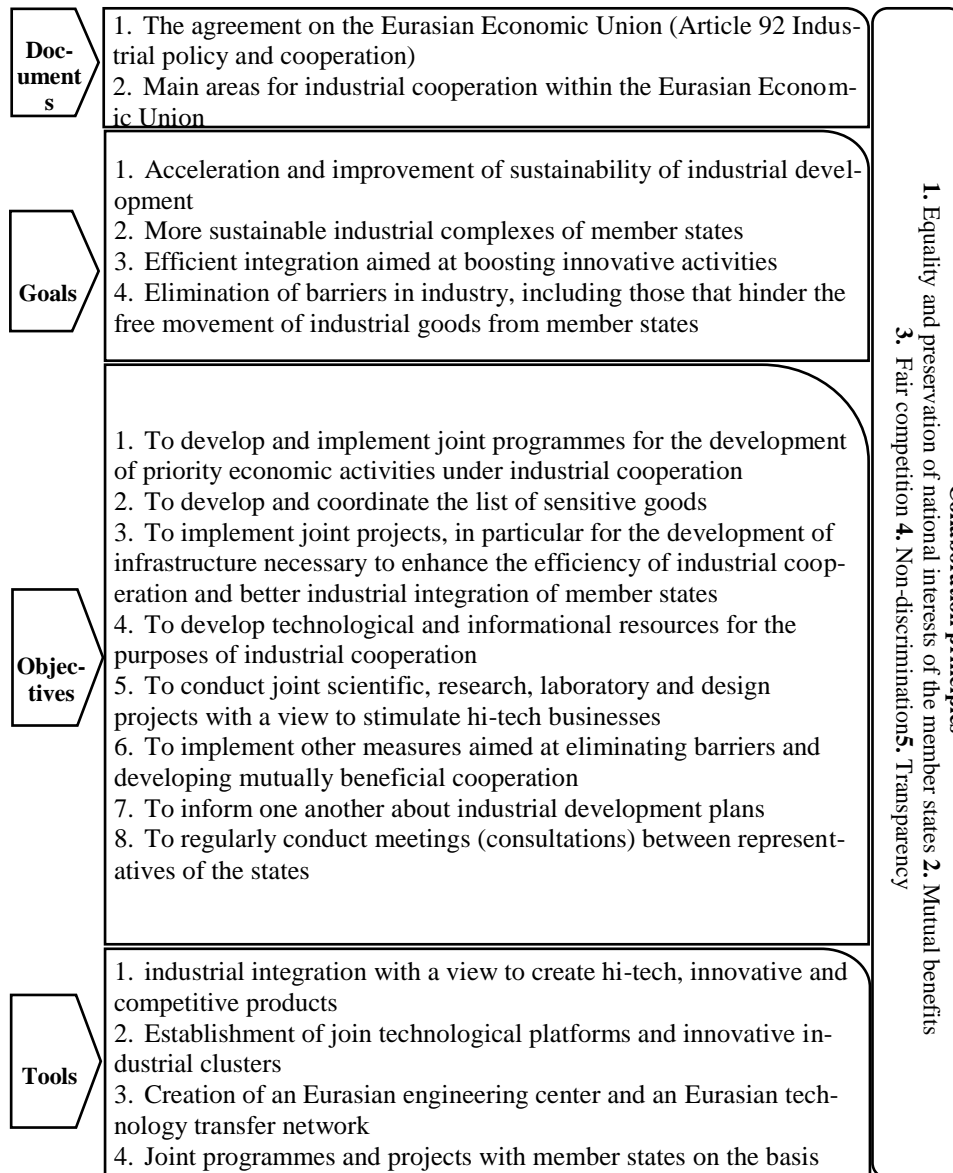 Doc-
ument
s
1. The agreement on the Eurasian Economic Union (Article 92 Indus-
trial policy and cooperation)
2. Main areas for industrial cooperation within the Eurasian Econom-
ic Union
Goals
1. Acceleration and improvement of sustainability of industrial devel-
opment
2. More sustainable industrial complexes of member states
3. Efficient integration aimed at boosting innovative activities
4. Elimination of barriers in industry, including those that hinder the
free movement of industrial goods from member states
Objec-
tives
1. To develop and implement joint programmes for the development
of priority economic activities under industrial cooperation
2. To develop and coordinate the list of sensitive goods
3. To implement joint projects, in particular for the development of
infrastructure necessary to enhance the efficiency of industrial coop-
eration and better industrial integration of member states
4. To develop technological and informational resources for the
purposes of industrial cooperation
5. To conduct joint scientific, research, laboratory and design
projects with a view to stimulate hi-tech businesses
6. To implement other measures aimed at eliminating barriers and
developing mutually beneficial cooperation
7. To inform one another about industrial development plans
8. To regularly conduct meetings (consultations) between represent-
atives of the states
Tools
1. industrial integration with a view to create hi-tech, innovative and
competitive products
2. Establishment of join technological platforms and innovative in-
dustrial clusters
3. Creation of an Eurasian engineering center and an Eurasian tech-
nology transfer network
4. Joint programmes and projects with member states on the basis
Collaboration principles
1. Equality and preservation of national interests of the member states 2. Mutual benefits
3. Fair competition 4. Non-discrimination5. Transparency